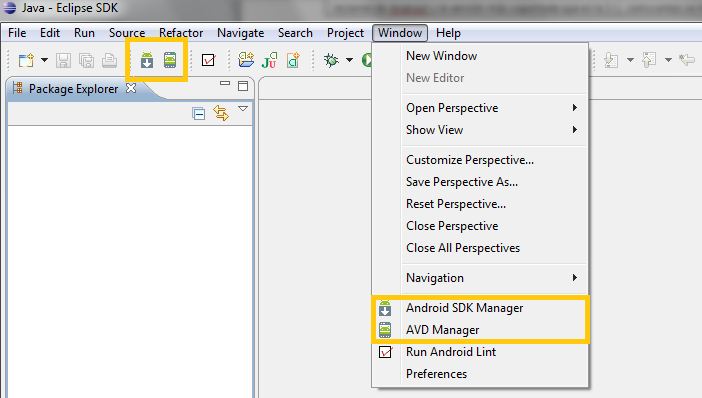 Java - Eclipse SDK
File Edit Run Source Refactor Navigate Search Project Window Help
Package Explorer
New Window
New Editor
Open Perspective
Show View
Customize Perspective...
Save Perspective As...
Reset Perspective...
Close Perspective
Close All Perspectives
Navigation
Android SDK Manager
AVD Manager
Run Android Lint
Preferences